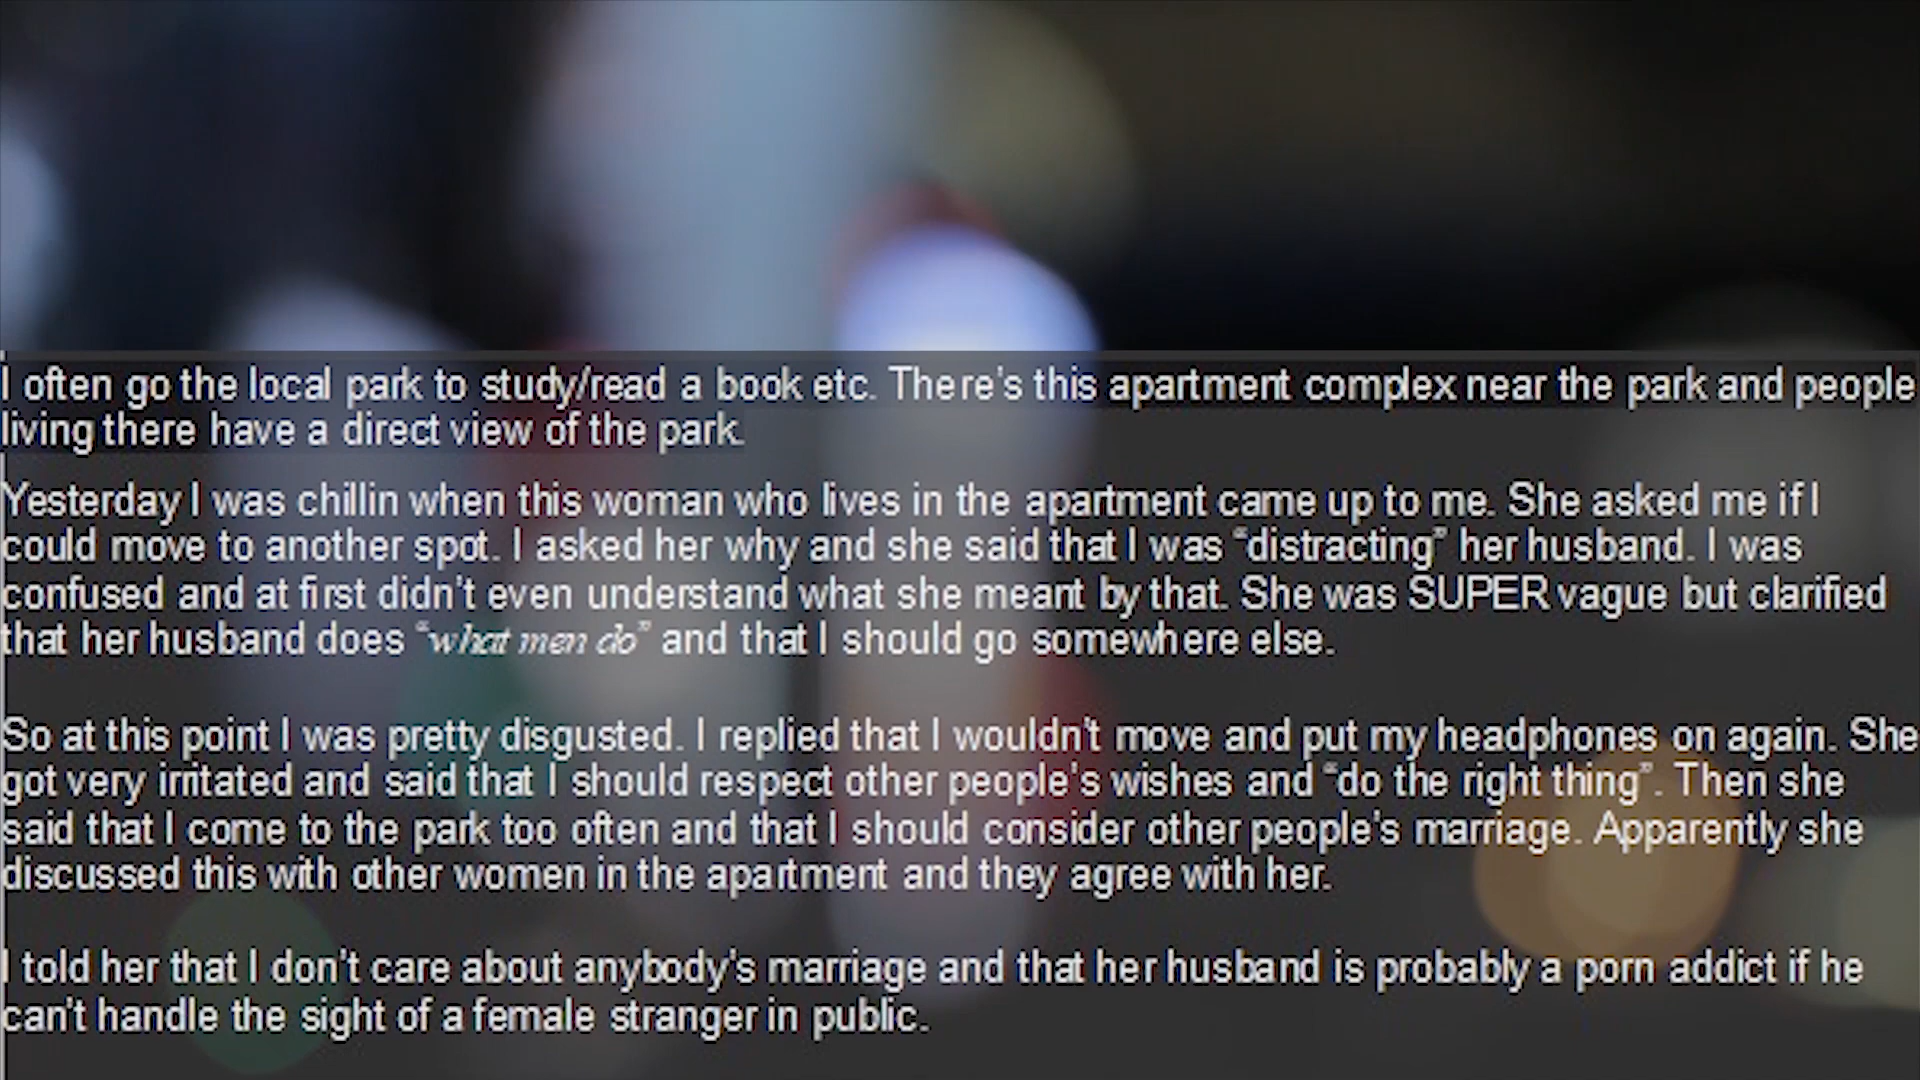 I often go the local park to study/read a book etc. There's this apartment complex near the park and people
living there have a direct view of the park.
Yesterday I was chillin when this woman who lives in the apartment came up to me. She asked me if I
could move to another spot. I asked her why and she said that I was “distracting” her husband. I was
confused and at first didn't even understand what she meant by that. She was SUPER vague but clarified
that her husband does “what men do” and that I should go somewhere else.
So at this point I was pretty disgusted. I replied that I wouldn't move and put my headphones on again. She
got very irritated and said that I should respect other people's wishes and “do the right thing”. Then she
said that I come to the park too often and that I should consider other people's marriage. Apparently she
discussed this with other women in the apartment and they agree with her.
I told her that I don't care about anybody's marriage and that her husband is probably a porn addict if he
can't handle the sight of a female stranger in public.